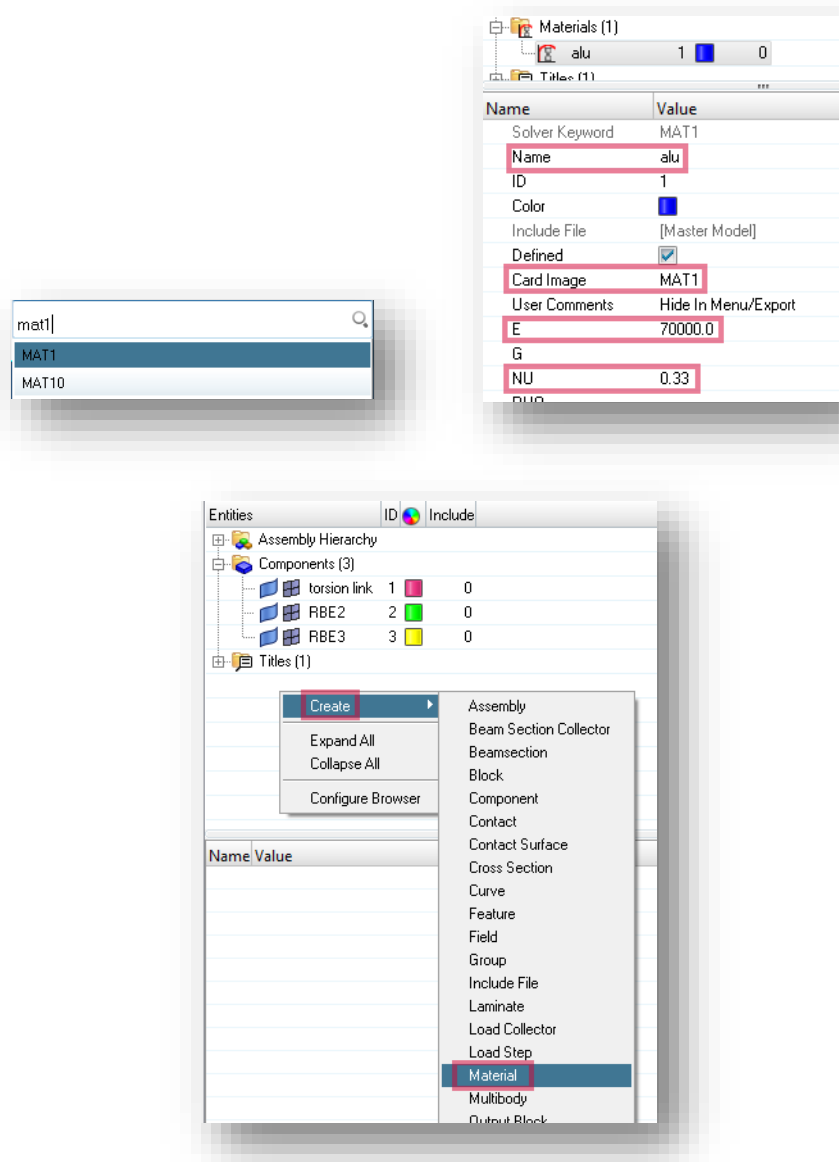 Materials (1)
alu 1 0
Titles (1)
Name Value
Solver Keyword MAT1
Name alu
ID 1
Color
Include File [Master Model]
Defined
Card Image MAT1
User Comments Hide In Menu/Export
E 70000.0
G
NU 0.33
RHO
mat1
MAT1
MAT10
Entities ID Include
Assembly Hierarchy
Components (3)
torsion link 1 0
RBE2 2 0
RBE3 3 0
Titles (1)
Create
Expand All
Collapse All
Configure Browser
Assembly
Beam Section Collector
Beamsection
Block
Component
Contact
Contact Surface
Cross Section
Curve
Feature
Field
Group
Include File
Laminate
Load Collector
Load Step
Material
Multibody
Output Block
Name Value